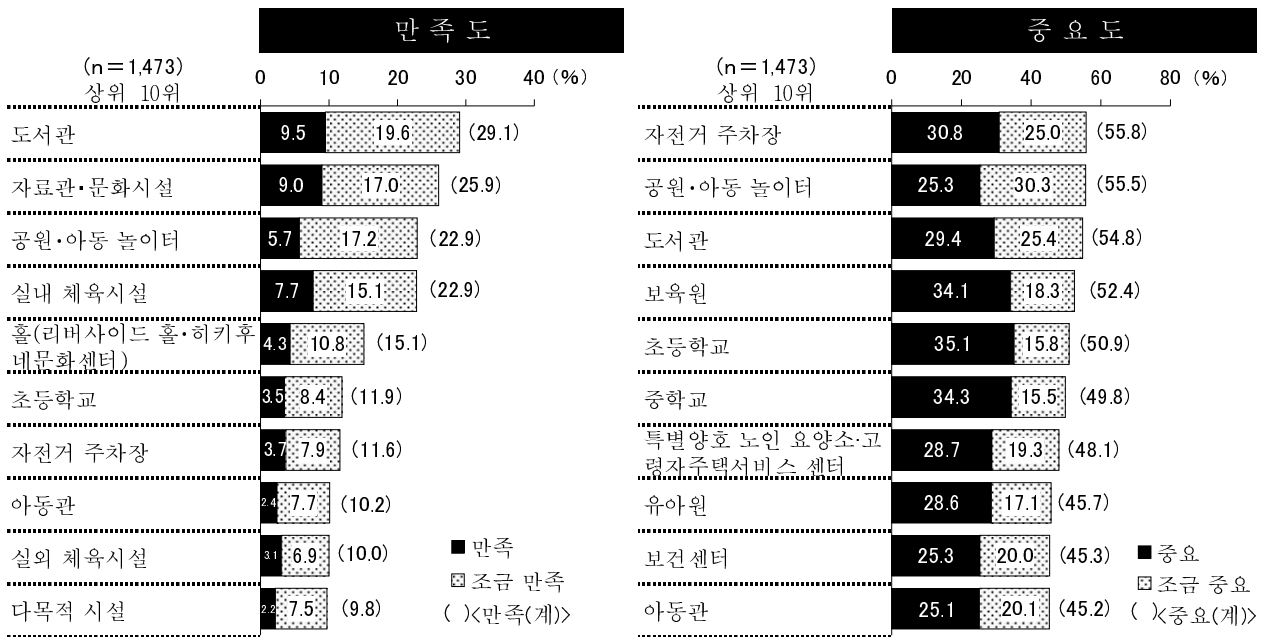 만 족 도
(n=1,473)
상위 10위
0 10 20 30 40 (%)
도서관 9.5 19.6 (29.1)
자료관·문화시설 9.0 17.0 (25.9)
공원·아동 놀이터 5.7 17.2 (22.9)
실내 체육시설 7.7 15.1 (22.9)
홀(리버사이드 홀·히키후
네문화센터) 4.3 10.8 (15.1)
초등학교 3.5 8.4 (11.9)
자전거 주차장 3.7 7.9 (11.6)
아동관 2.4 7.7 (10.2)
실외 체육시설 3.1 6.9 (10.0)
다목적 시설 2.2 7.5 (9.8)
만족
조금 만족
( )<만족(계)>
중 요 도
(n=1,473)
상위 10위
0 20 40 60 80 (%)
자전거 주차장 30.8 25.0 (55.8)
공원·아동 놀이터 25.3 30.3 (55.5)
도서관 29.4 25.4 (54.8)
보육원 34.1 18.3 (52.4)
초등학교 35.1 15.8 (50.9)
중학교 34.3 15.5 (49.8)
특별양호 노인 요양소·고
령자주택서비스 센터 28.7 19.3 (48.1)
유아원 28.6 17.1 (45.7)
보건센터 25.3 20.0 (45.3)
아동관 25.1 20.1 (45.2)
중요
조금 중요
( )<중요(계)>